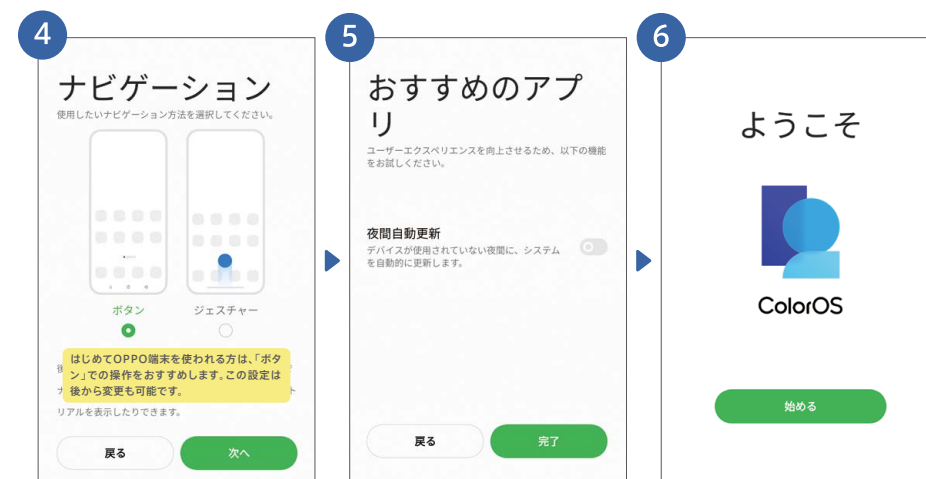 4
ナビゲーション
使用したいナビゲーション方法を選択してください。
ボタン
ジェスチャー
はじめてOPPO端末を使われる方は、「ボタ
ン」での操作をおすすめします。この設定は
後から変更も可能です。
リアルを表示したりできます。
戻る
次へ
5
おすすめのアプ
リ
ユーザーエクスペリエンスを向上させるため、以下の機能
をお試しください。
夜間自動更新
デバイスが使用されていない夜間に、システム
を自動的に更新します。
戻る
完了
6
ようこそ
ColorOS
始める